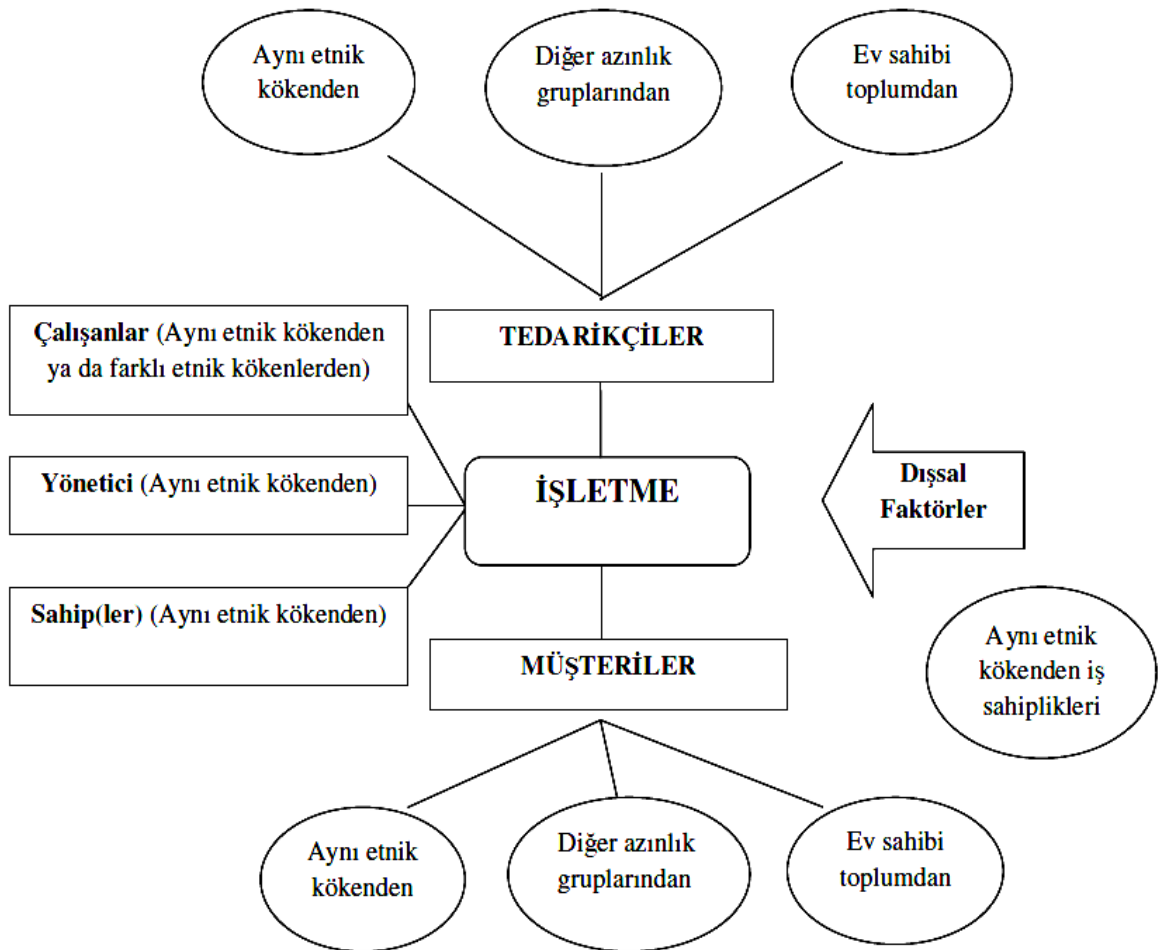 Aynı etnik
kökenden
Diğer azınlık
gruplarından
Ev sahibi
toplumdan
Çalışanlar (Aynı etnik kökenden
ya da farklı etnik kökenlerden)
TEDARİKÇİLER
Yönetici (Aynı etnik kökenden)
İŞLETME
Dışsal
Faktörler
Sahip(ler) (Aynı etnik kökenden)
MÜŞTERİLER
Aynı etnik
kökenden iş
sahiplikleri
Aynı etnik
kökenden
Diğer azınlık
gruplarından
Ev sahibi
toplumdan